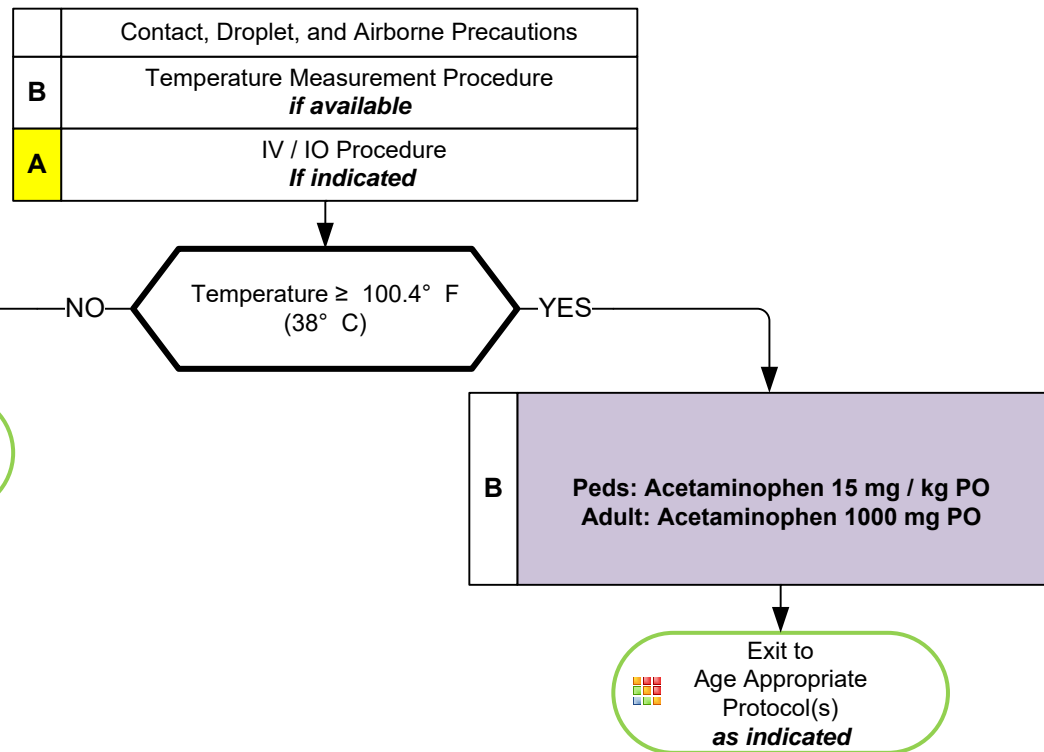 Contact, Droplet, and Airborne Precautions
B
Temperature Measurement Procedure
if available
A
IV / IO Procedure
If indicated
Temperature ≥ 100.4° F
(38° C)
NO
YES
B
Peds: Acetaminophen 15 mg / kg PO
Adult: Acetaminophen 1000 mg PO
Exit to
Age Appropriate
Protocol(s)
as indicated